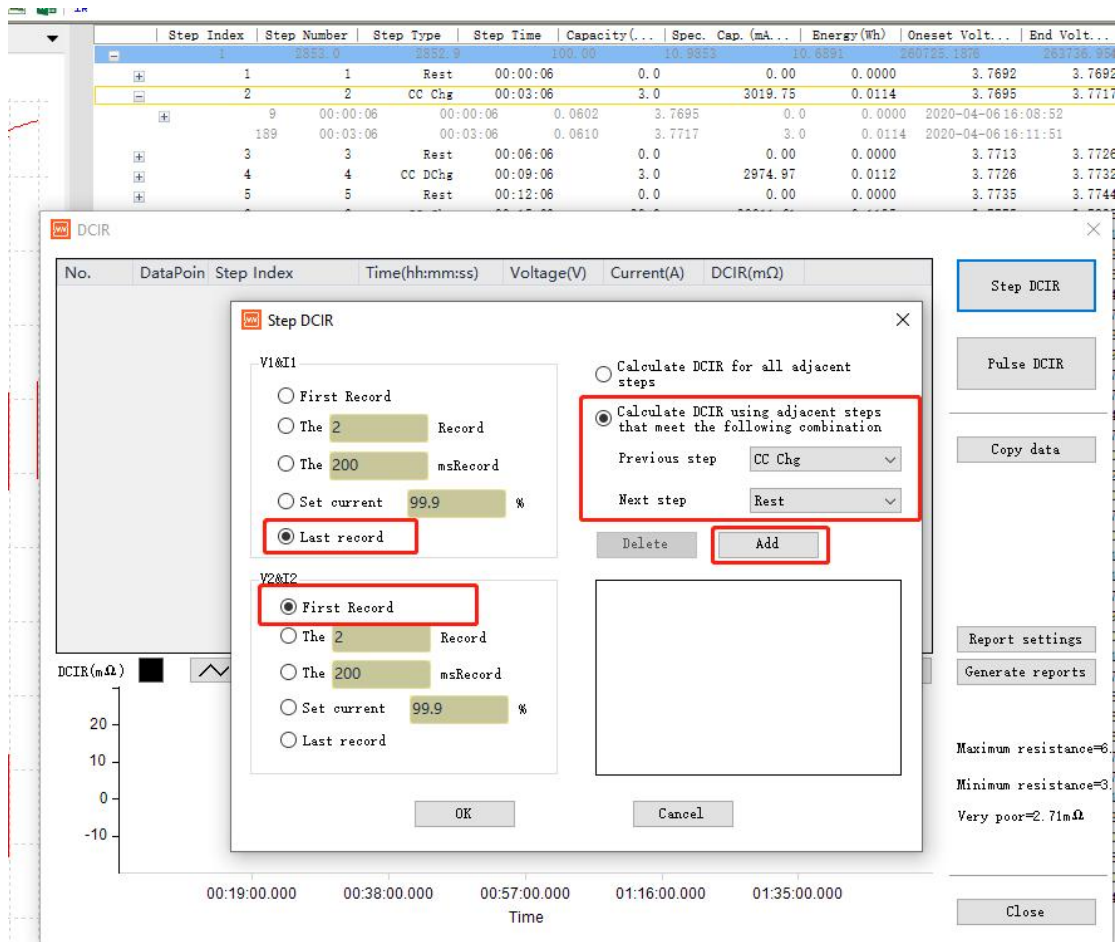 Step Index | Step Number | Step Type | Step Time | Capacity(... | Spec. Cap. (mA... | Energy(Wh) | Oneset Volt... | End Volt...
1 2853.0 2852.9 100.00 10.9853 10.6891 260725.1876 263736.954
1 1 Rest 00:00:06 0.0 0.00 0.0000 3.7692 3.7692
2 2 CC Chg 00:03:06 3.0 3019.75 0.0114 3.7695 3.7717
9 00:00:06 00:00:06 0.0602 3.7695 0.0 0.0000 2020-04-06 16:08:52
189 00:03:06 00:03:06 0.0610 3.7717 3.0 0.0114 2020-04-06 16:11:51
3 3 Rest 00:06:06 0.0 0.00 0.0000 3.7713 3.7726
4 4 CC DChg 00:09:06 3.0 2974.97 0.0112 3.7726 3.7732
5 5 Rest 00:12:06 0.0 0.00 0.0000 3.7735 3.7744
DCIR
No. DataPoin Step Index Time(hh:mm:ss) Voltage(V) Current(A) DCIR(mΩ)
Step DCIR
Pulse DCIR
Copy data
Report settings
Generate reports
Maximum resistance=6.
Minimum resistance=3.
Very poor=2.71mΩ
Close
Step DCIR
V1&I1
First Record
The 2 Record
The 200 msRecord
Set current 99.9 %
Last record
V2&I2
First Record
The 2 Record
The 200 msRecord
Set current 99.9 %
Last record
Calculate DCIR for all adjacent
steps
Calculate DCIR using adjacent steps
that meet the following combination
Previous step CC Chg
Next step Rest
Delete Add
OK Cancel
DCIR(mΩ)
20
10
0
-10
00:19:00.000 00:38:00.000 00:57:00.000 01:16:00.000 01:35:00.000
Time